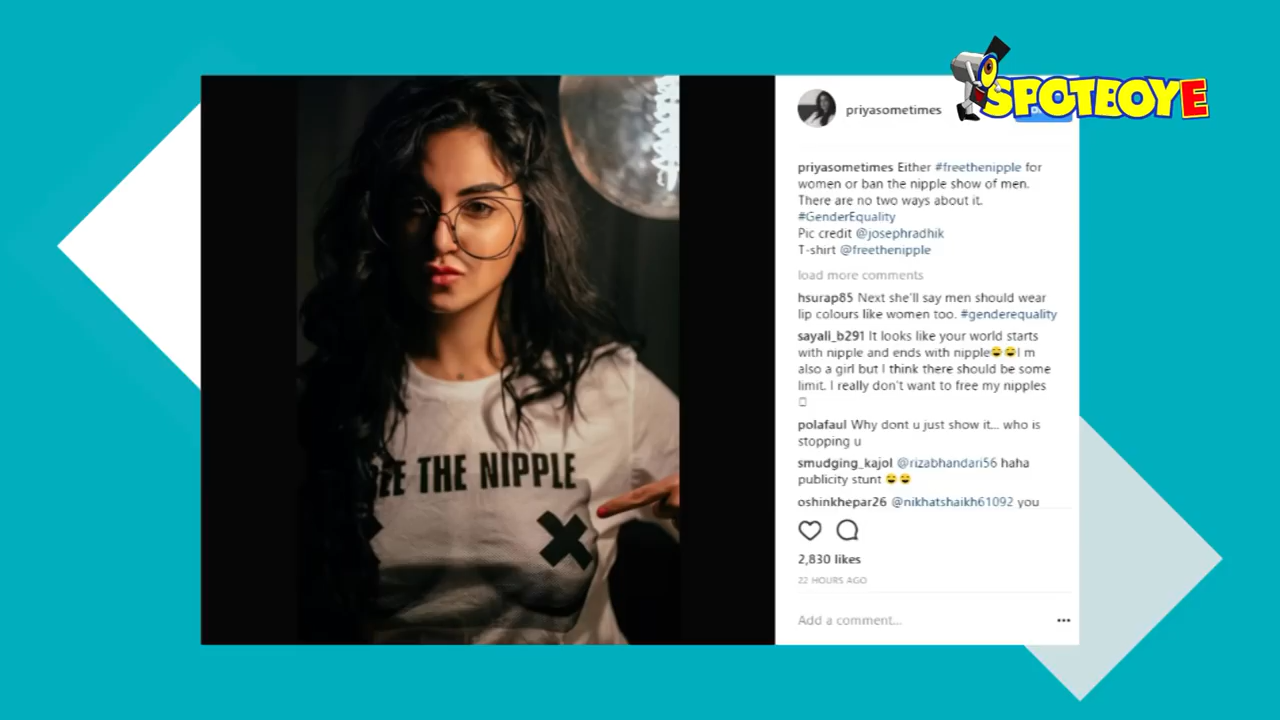 SPOTBOYE
priyasometimes
priyasometimes Either #freethenipple for
women or ban the nipple show of men.
There are no two ways about it.
#GenderEquality
Pic credit @josephradhik
T-shirt @freethenipple
load more comments
hsurap85 Next she'll say men should wear
lip colours like women too. #genderequality
sayali_b291 It looks like your world starts
with nipple and ends with nipple😄😄I m
also a girl but I think there should be some
limit. I really don't want to free my nipples
polafaul Why dont u just show it... who is
stopping u
smudging_kajol @rizabhandari56 haha
publicity stunt 😄😄
oshinkhepar26 @nikhatshaikh61092 you
2,830 likes
22 HOURS AGO
Add a comment...
EE THE NIPPLE